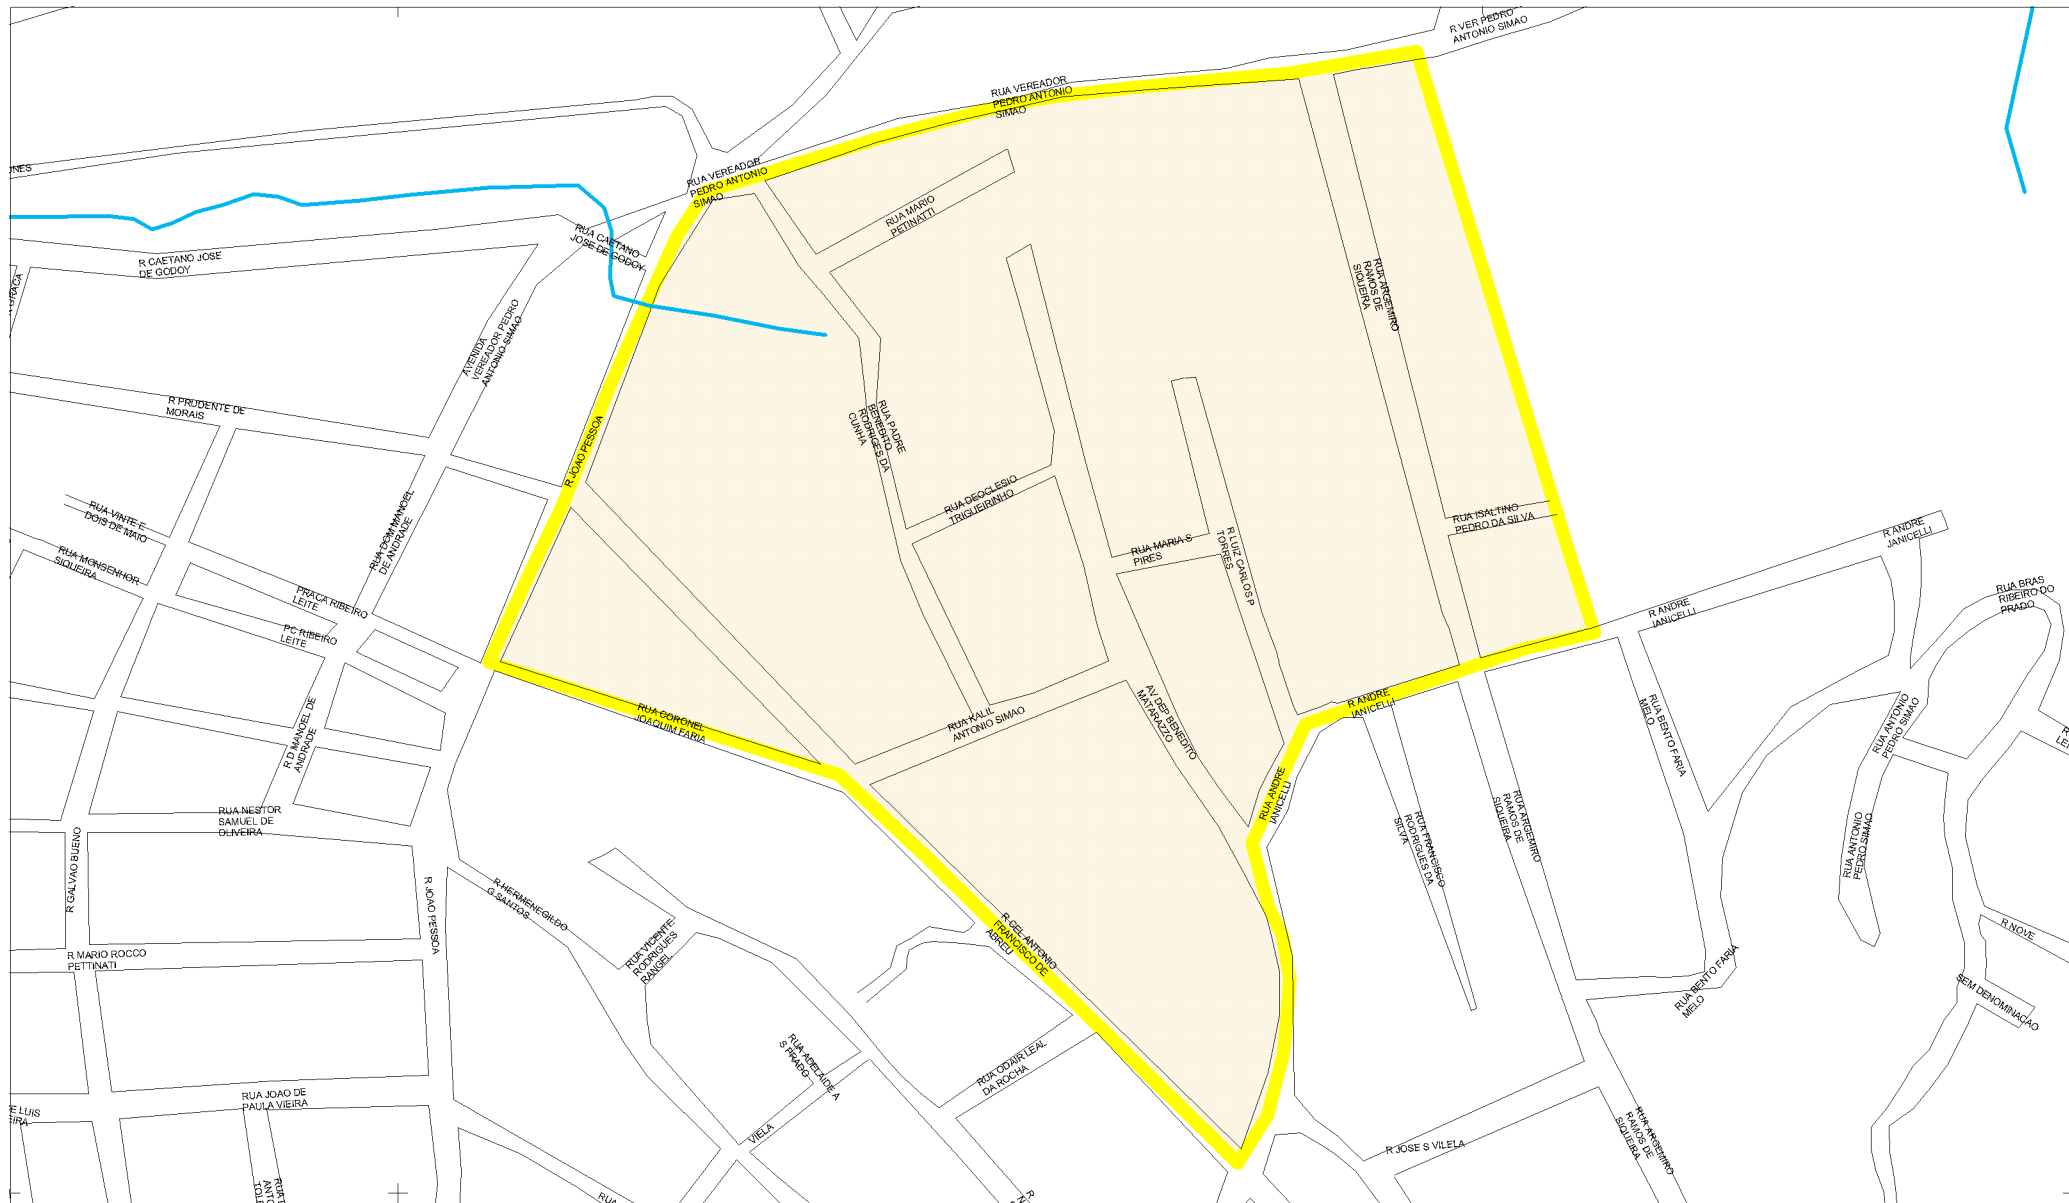 R VER PEDRO
ANTONIO SIMAO
RUA VEREADOR
PEDRO ANTONIO
SIMAO
RUA VEREADOR
PEDRO ANTONIO
SIMAO
RUA MARIO
PETINATTI
RUA CAETANO
JOSE DE GODOY
R CAETANO JOSE
DE GODOY
GRACA
AVENIDA
VEREADOR PEDRO
ANTONIO SIMAO
RUA ARGEMIRO
RAMOS DE
SIQUEIRA
R PRUDENTE DE
MORAIS
R JOAO PESSOA
RUA PADRE
BENEDITO
RODRIGES DA
CUNHA
RUA DEOCLESIO
TRIGUEIRINHO
RUA VINTE E
DOIS DE MAIO
RUA DOM MANOEL
DE ANDRADE
RUA MONSENHOR
SIQUEIRA
RUA MARIA S
PIRES
R LUIZ CARLOS P
TORRES
RUA ISALTINO
PEDRO DA SILVA
R ANDRE
JANICELLI
PRACA RIBEIRO
LEITE
PC RIBEIRO
LEITE
R ANDRE
IANICELLI
RUA BRAS
RIBEIRO DO
PRADO
R D MANOEL DE
ANDRADE
RUA CORONEL
JOAQUIM FARIA
RUA KALIL
ANTONIO SIMAO
AV DEP BENEDITO
MATARAZZO
R ANDRE
IANICELLI
RUA BENTO FARIA
MELO
RUA ANTONIO
PEDRO SIMAO
RUA ANDRE
IANICELLI
RUA NESTOR
SAMUEL DE
OLIVEIRA
R GALVAO BUENO
R JOAO PESSOA
R HERMENEGILDO
G SANTOS
RUA VICENTE
RODRIGUES
RANGEL
R CEL ANTONIO
FRANCISCO DE
ABREU
RUA FRANCISCO
RODRIGUES DA
SILVA
RUA ARGEMIRO
RAMOS DE
SIQUEIRA
RUA ANTONIO
PEDRO SIMAO
R NOVE
R MARIO ROCCO
PETTINATI
RUA BENTO FARIA
MELO
SEM DENOMINACAO
RUA ADELAIDE A
S PRADO
RUA ODAIR LEAL
DA ROCHA
RUA JOAO DE
PAULA VIEIRA
E LUIS
EIRA
VIELA
R JOSE S VILELA
RUA ARGEMIRO
RAMOS DE
SIQUEIRA
RUA